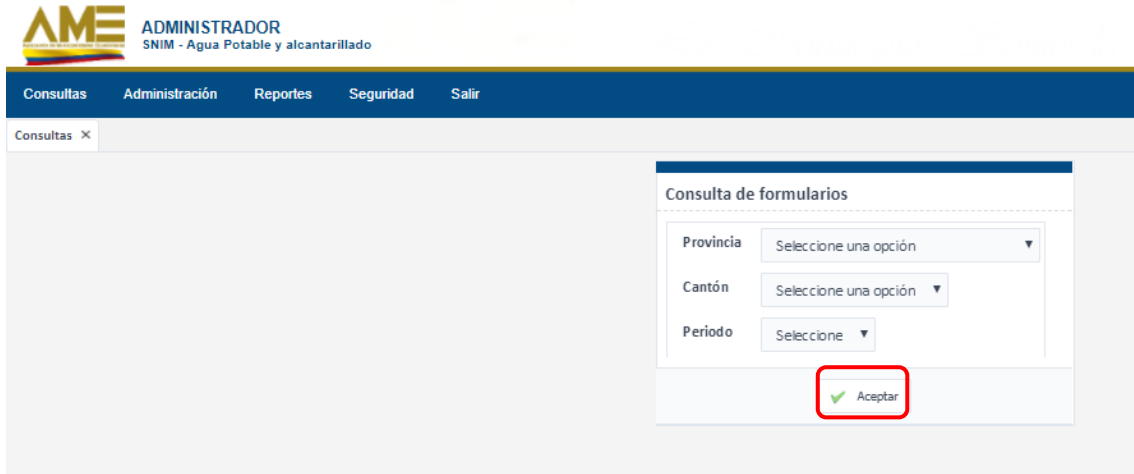 AME
ADMINISTRADOR
SNIM - Agua Potable y alcantarillado
Consultas Administración Reportes Seguridad Salir
Consultas ✕
Consulta de formularios
Provincia Seleccione una opción ▼
Cantón Seleccione una opción ▼
Periodo Seleccione ▼
Aceptar